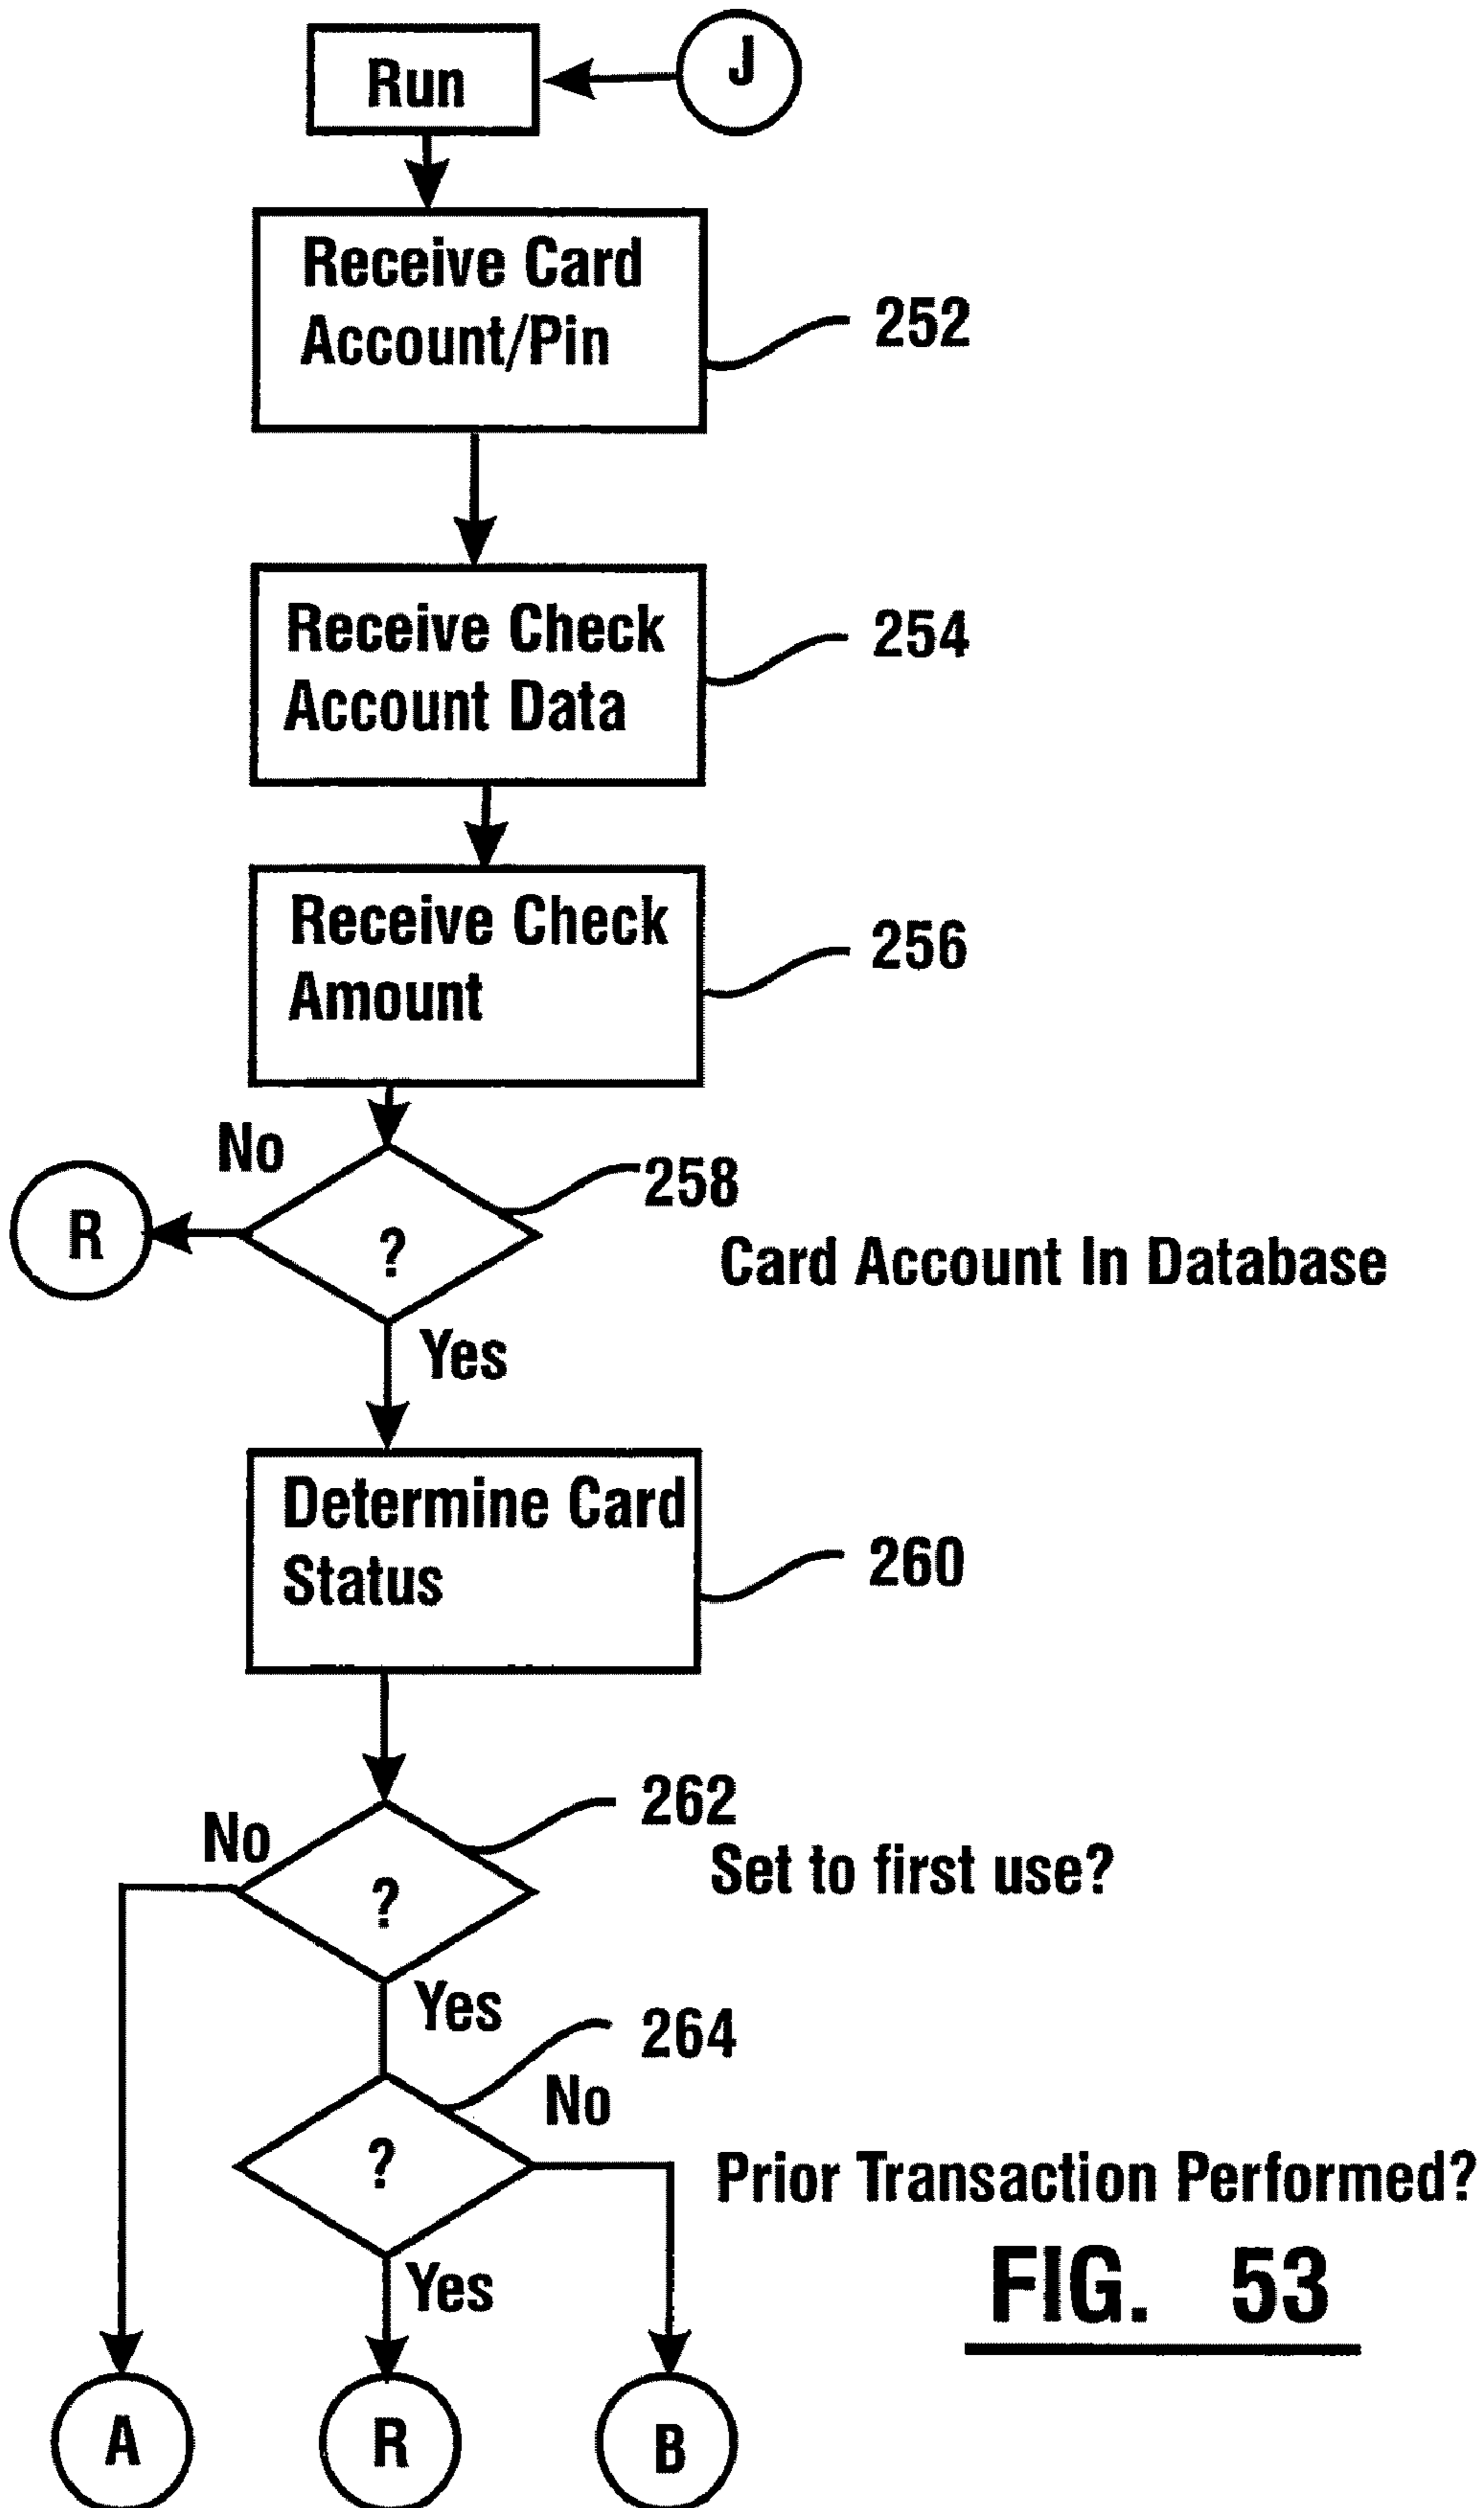 Run
J
Receive Card
Account/Pin
252
Receive Check
Account Data
254
Receive Check
Amount
256
No
R
?
258
Card Account In Database
Yes
Determine Card
Status
260
No
?
262
Set to first use?
Yes
264
No
?
Prior Transaction Performed?
Yes
FIG. 53
A
R
B